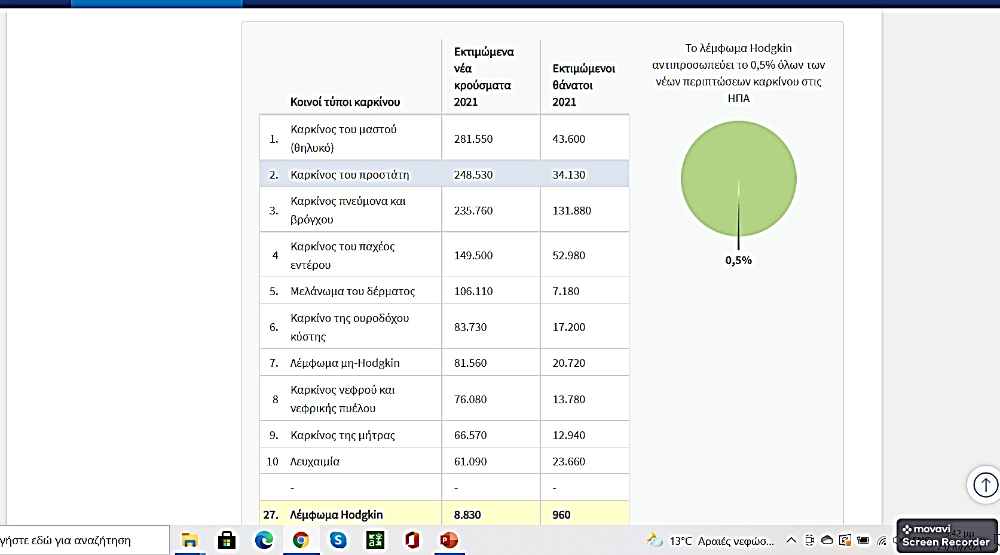 Κοινοί τύποι καρκίνου
Εκτιμώμενα
νέα
κρούσματα
2021
Εκτιμώμενοι
θάνατοι
2021
1. Καρκίνος του μαστού
(θηλυκό) 281.550 43.600
2. Καρκίνος του προστάτη 248.530 34.130
3. Καρκίνος πνεύμονα και
βρόγχου 235.760 131.880
4 Καρκίνος του παχέος
εντέρου 149.500 52.980
5. Μελάνωμα του δέρματος 106.110 7.180
6. Καρκίνο της ουροδόχου
κύστης 83.730 17.200
7. Λέμφωμα μη-Hodgkin 81.560 20.720
8 Καρκίνος νεφρού και
νεφρικής πυέλου 76.080 13.780
9. Καρκίνος της μήτρας 66.570 12.940
10 Λευχαιμία 61.090 23.660
- - -
27. Λέμφωμα Hodgkin 8.830 960
Το λέμφωμα Hodgkin
αντιπροσωπεύει το 0,5% όλων των
νέων περιπτώσεων καρκίνου στις
ΗΠΑ
0,5%
γήστε εδώ για αναζήτηση
13°C Αραιές νεφώσ...
movavi
Screen Recorder
9:42 μμ